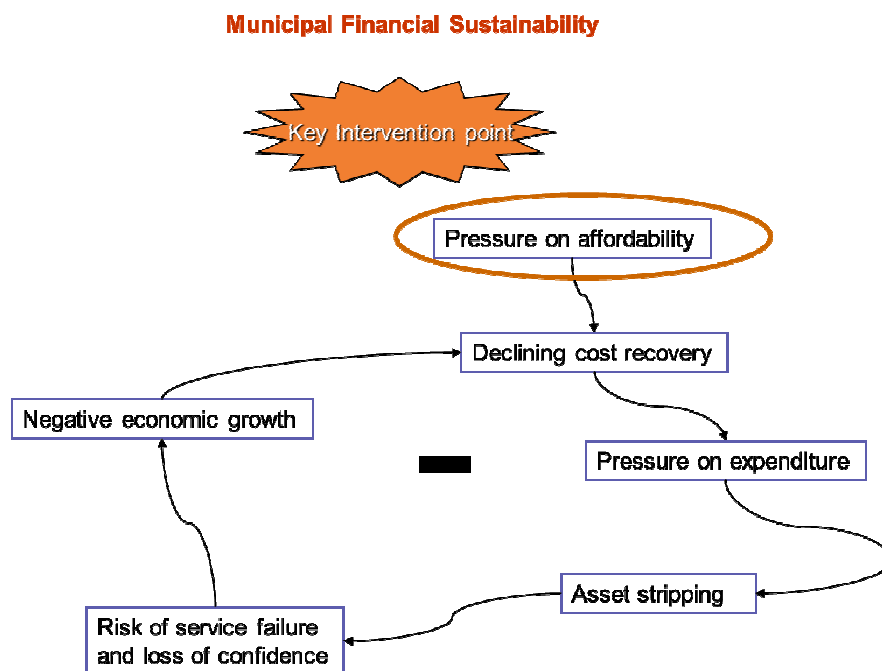 Municipal Financial Sustainability
Key Intervention point
Pressure on affordability
Declining cost recovery
Negative economic growth
Pressure on expenditure
Asset stripping
Risk of service failure
and loss of confidence